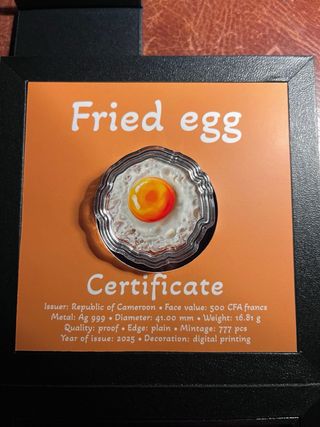 Fried egg
Certificate
Issuer: Republic of Cameroon • Face value: 500 CFA francs
Metal: Ag 999 • Diameter: 41.00 mm • Weight: 16.81 g
Quality: proof • Edge: plain • Mintage: 777 pcs
Year of issue: 2025 • Decoration: digital printing